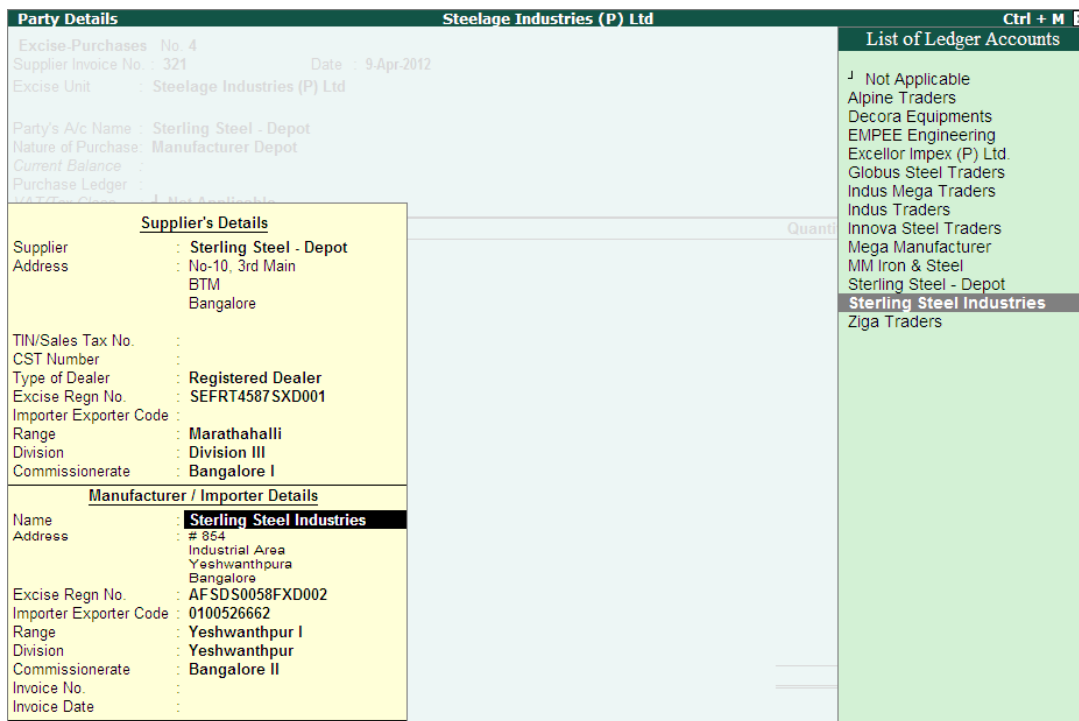 Party Details Steelage Industries (P) Ltd Ctrl + M
Excise-Purchases No. 4
Supplier Invoice No. : 321 Date : 9-Apr-2012
Excise Unit : Steelage Industries (P) Ltd
Party's A/c Name : Sterling Steel - Depot
Nature of Purchase: Manufacturer Depot
Current Balance :
Purchase Ledger :
VAT/Tax Class : ┘ Not Applicable
Quanti
Supplier's Details
Supplier : Sterling Steel - Depot
Address : No-10, 3rd Main
BTM
Bangalore
TIN/Sales Tax No. :
CST Number :
Type of Dealer : Registered Dealer
Excise Regn No. : SEFRT4587SXD001
Importer Exporter Code :
Range : Marathahalli
Division : Division III
Commissionerate : Bangalore I
Manufacturer / Importer Details
Name : Sterling Steel Industries
Address : # 854
Industrial Area
Yeshwanthpura
Bangalore
Excise Regn No. : AFSDS0058FXD002
Importer Exporter Code : 0100526662
Range : Yeshwanthpur I
Division : Yeshwanthpur
Commissionerate : Bangalore II
Invoice No. :
Invoice Date :
List of Ledger Accounts
┘ Not Applicable
Alpine Traders
Decora Equipments
EMPEE Engineering
Excellor Impex (P) Ltd.
Globus Steel Traders
Indus Mega Traders
Indus Traders
Innova Steel Traders
Mega Manufacturer
MM Iron & Steel
Sterling Steel - Depot
Sterling Steel Industries
Ziga Traders